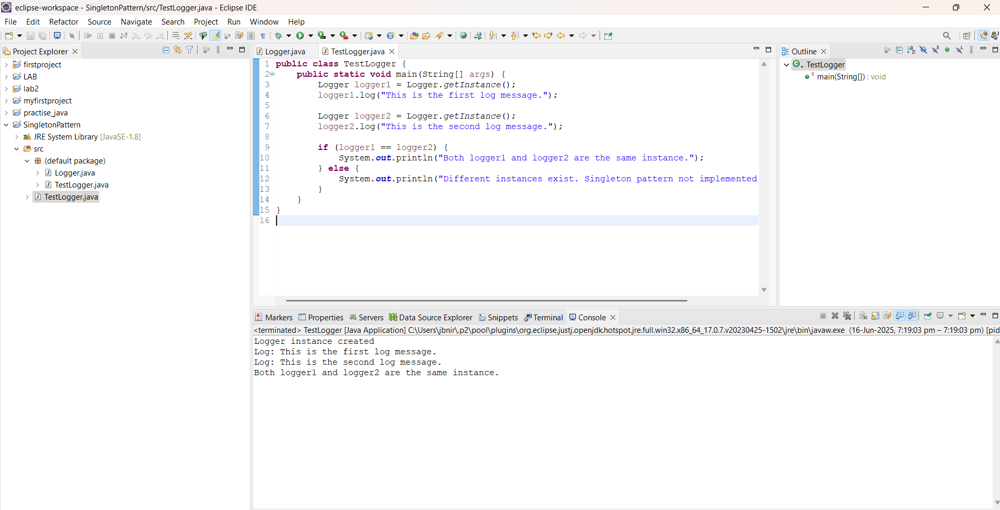 eclipse-workspace - SingletonPattern/src/TestLogger.java - Eclipse IDE
File Edit Refactor Source Navigate Search Project Run Window Help
Project Explorer
firstproject
LAB
lab2
myfirstproject
practise_java
SingletonPattern
JRE System Library [JavaSE-1.8]
src
(default package)
Logger.java
TestLogger.java
TestLogger.java
Logger.java TestLogger.java
1 public class TestLogger {
2 public static void main(String[] args) {
3 Logger logger1 = Logger.getInstance();
4 logger1.log("This is the first log message.");
5
6 Logger logger2 = Logger.getInstance();
7 logger2.log("This is the second log message.");
8
9 if (logger1 == logger2) {
10 System.out.println("Both logger1 and logger2 are the same instance.");
11 } else {
12 System.out.println("Different instances exist. Singleton pattern not implemented
13 }
14 }
15 }
16
Outline
TestLogger
main(String[]) : void
Markers Properties Servers Data Source Explorer Snippets Terminal Console
<terminated> TestLogger [Java Application] C:\Users\jbnir\.p2\pool\plugins\org.eclipse.justj.openjdk.hotspot.jre.full.win32.x86_64_17.0.7.v20230425-1502\jre\bin\javaw.exe (16-Jun-2025, 7:19:03 pm – 7:19:03 pm) [pid
Logger instance created
Log: This is the first log message.
Log: This is the second log message.
Both logger1 and logger2 are the same instance.